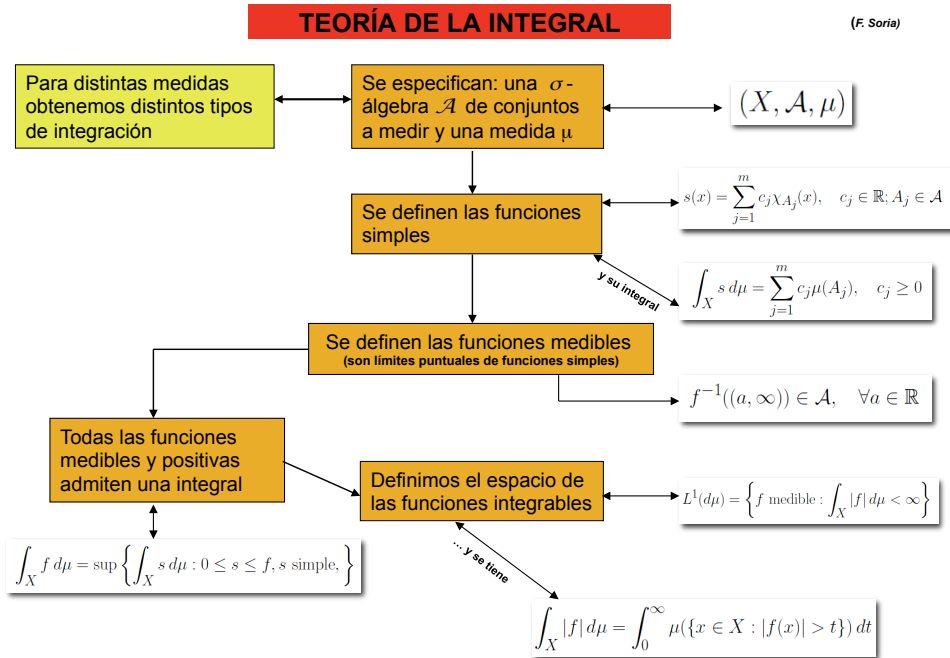 TEORÍA DE LA INTEGRAL
(F. Soria)
Para distintas medidas
obtenemos distintos tipos
de integración
Se especifican: una σ-
álgebra 𝒜 de conjuntos
a medir y una medida μ
(X, 𝒜, μ)
Se definen las funciones
simples
s(x) = ∑_{j=1}^{m} c_j χ_{A_j}(x), c_j ∈ ℝ; A_j ∈ 𝒜
y su integral
∫_X s dμ = ∑_{j=1}^{m} c_j μ(A_j), c_j ≥ 0
Se definen las funciones medibles
(son límites puntuales de funciones simples)
f^{-1}((a, ∞)) ∈ 𝒜, ∀a ∈ ℝ
Todas las funciones
medibles y positivas
admiten una integral
Definimos el espacio de
las funciones integrables
L^1(dμ) = { f medible : ∫_X |f| dμ < ∞ }
∫_X f dμ = sup { ∫_X s dμ : 0 ≤ s ≤ f, s simple, }
... y se tiene
∫_X |f| dμ = ∫_0^∞ μ({x ∈ X : |f(x)| > t}) dt